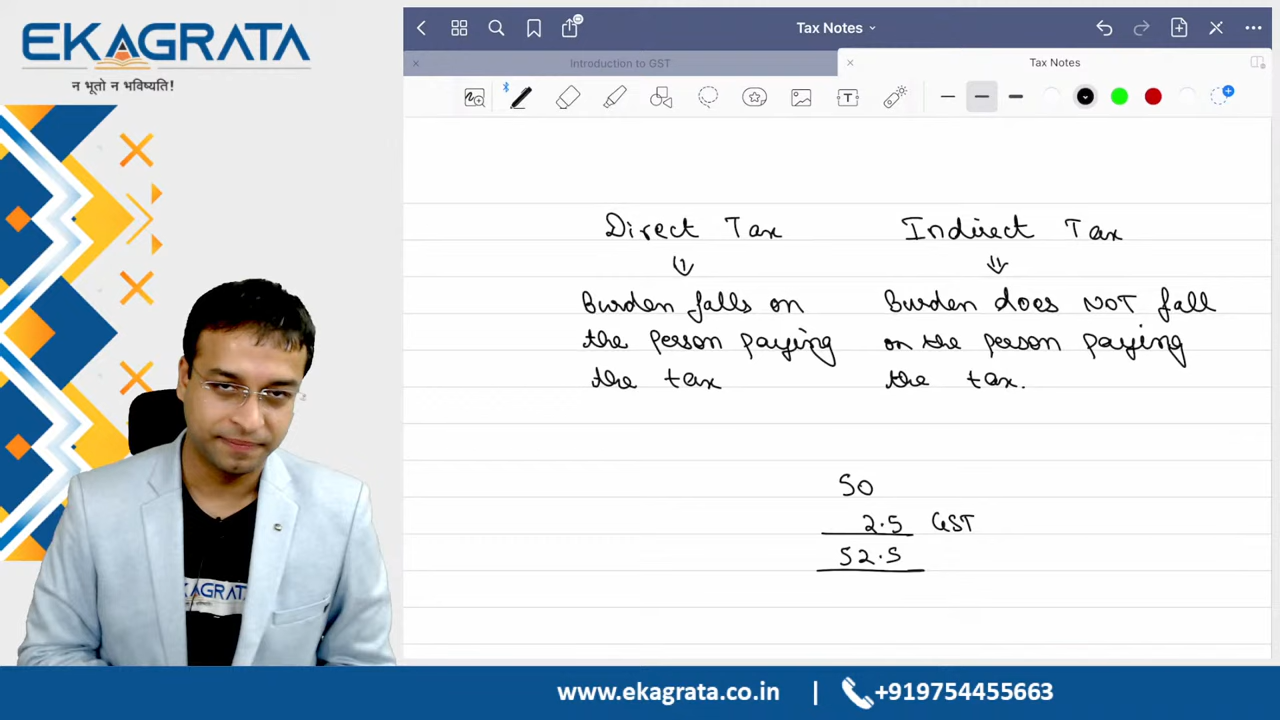 EKAGRATA
न भूतो न भविष्यति!
Tax Notes
Introduction to GST
Tax Notes
T
Direct Tax
Indirect Tax
Burden falls on
the person paying
the tax
Burden does NOT fall
on the person paying
the tax.
50
2.5 GST
52.5
EKAGRATA
www.ekagrata.co.in | +919754455663